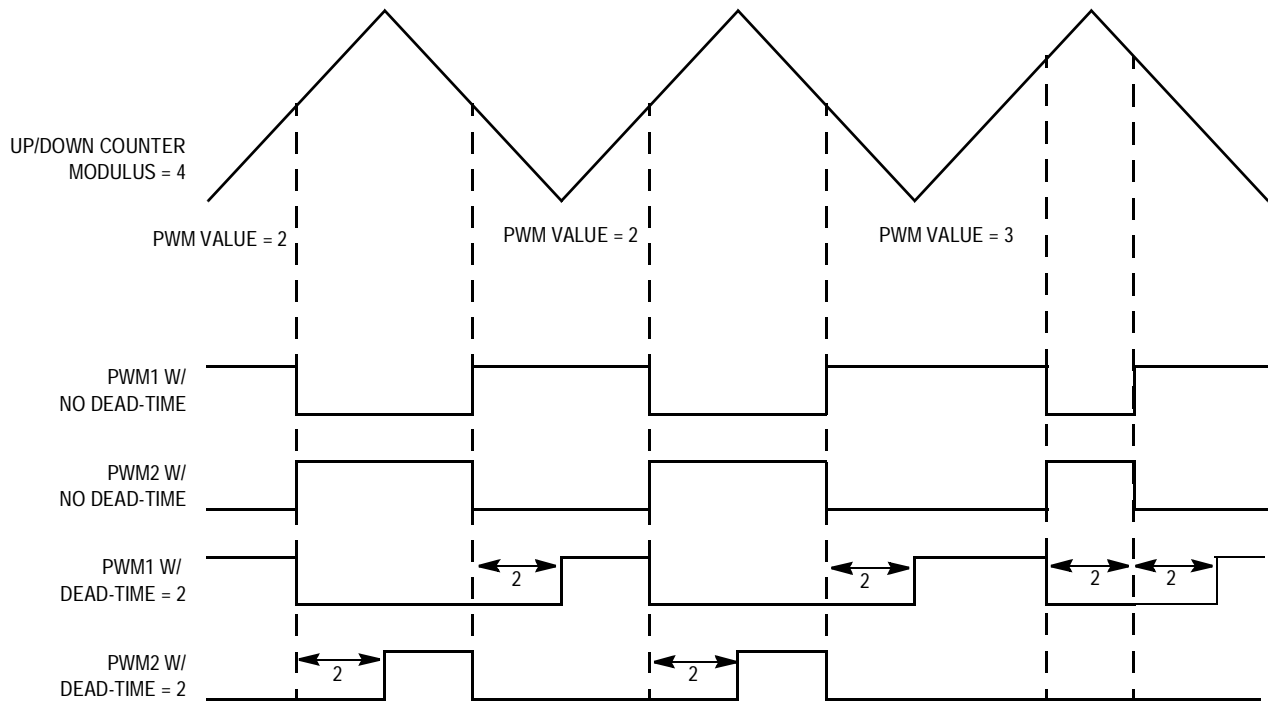 UP/DOWN COUNTER
MODULUS = 4
PWM VALUE = 2
PWM VALUE = 2
PWM VALUE = 3
PWM1 W/
NO DEAD-TIME
PWM2 W/
NO DEAD-TIME
PWM1 W/
DEAD-TIME = 2
2
2
2
2
PWM2 W/
DEAD-TIME = 2
2
2